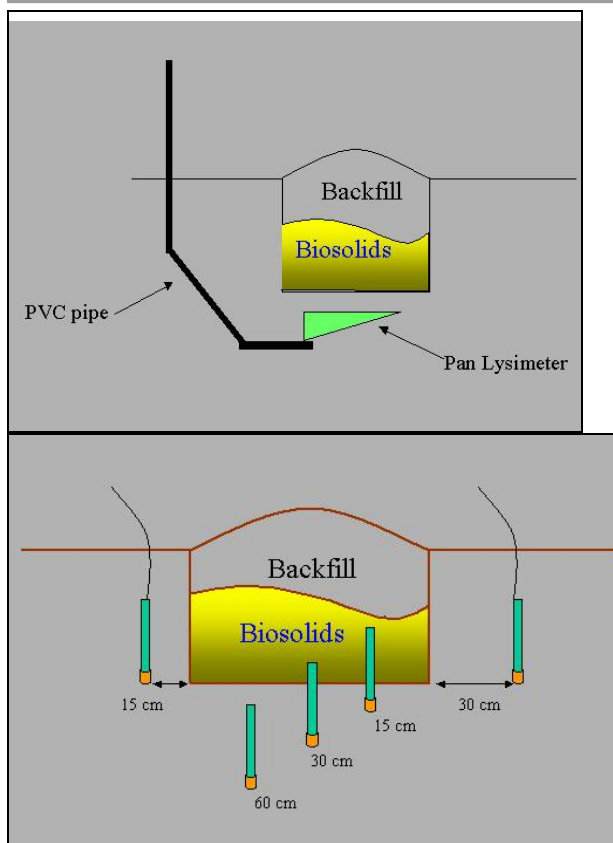 Backfill
Biosolids
PVC pipe
Pan Lysimeter
Backfill
Biosolids
15 cm
30 cm
15 cm
30 cm
60 cm